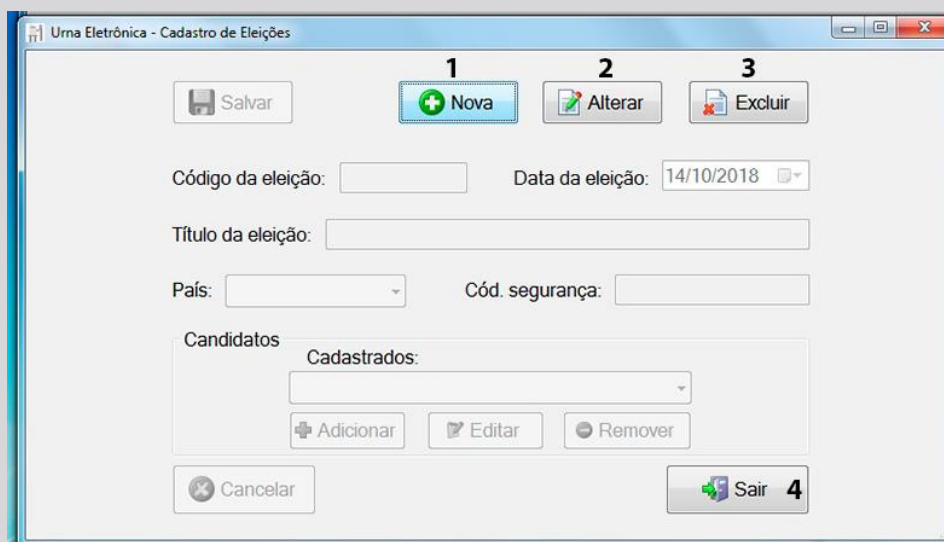 Urna Eletrônica - Cadastro de Eleições
1 2 3
Salvar Nova Alterar Excluir
Código da eleição: Data da eleição: 14/10/2018
Título da eleição:
País: Cód. segurança:
Candidatos
Cadastrados:
Adicionar Editar Remover
Cancelar Sair 4